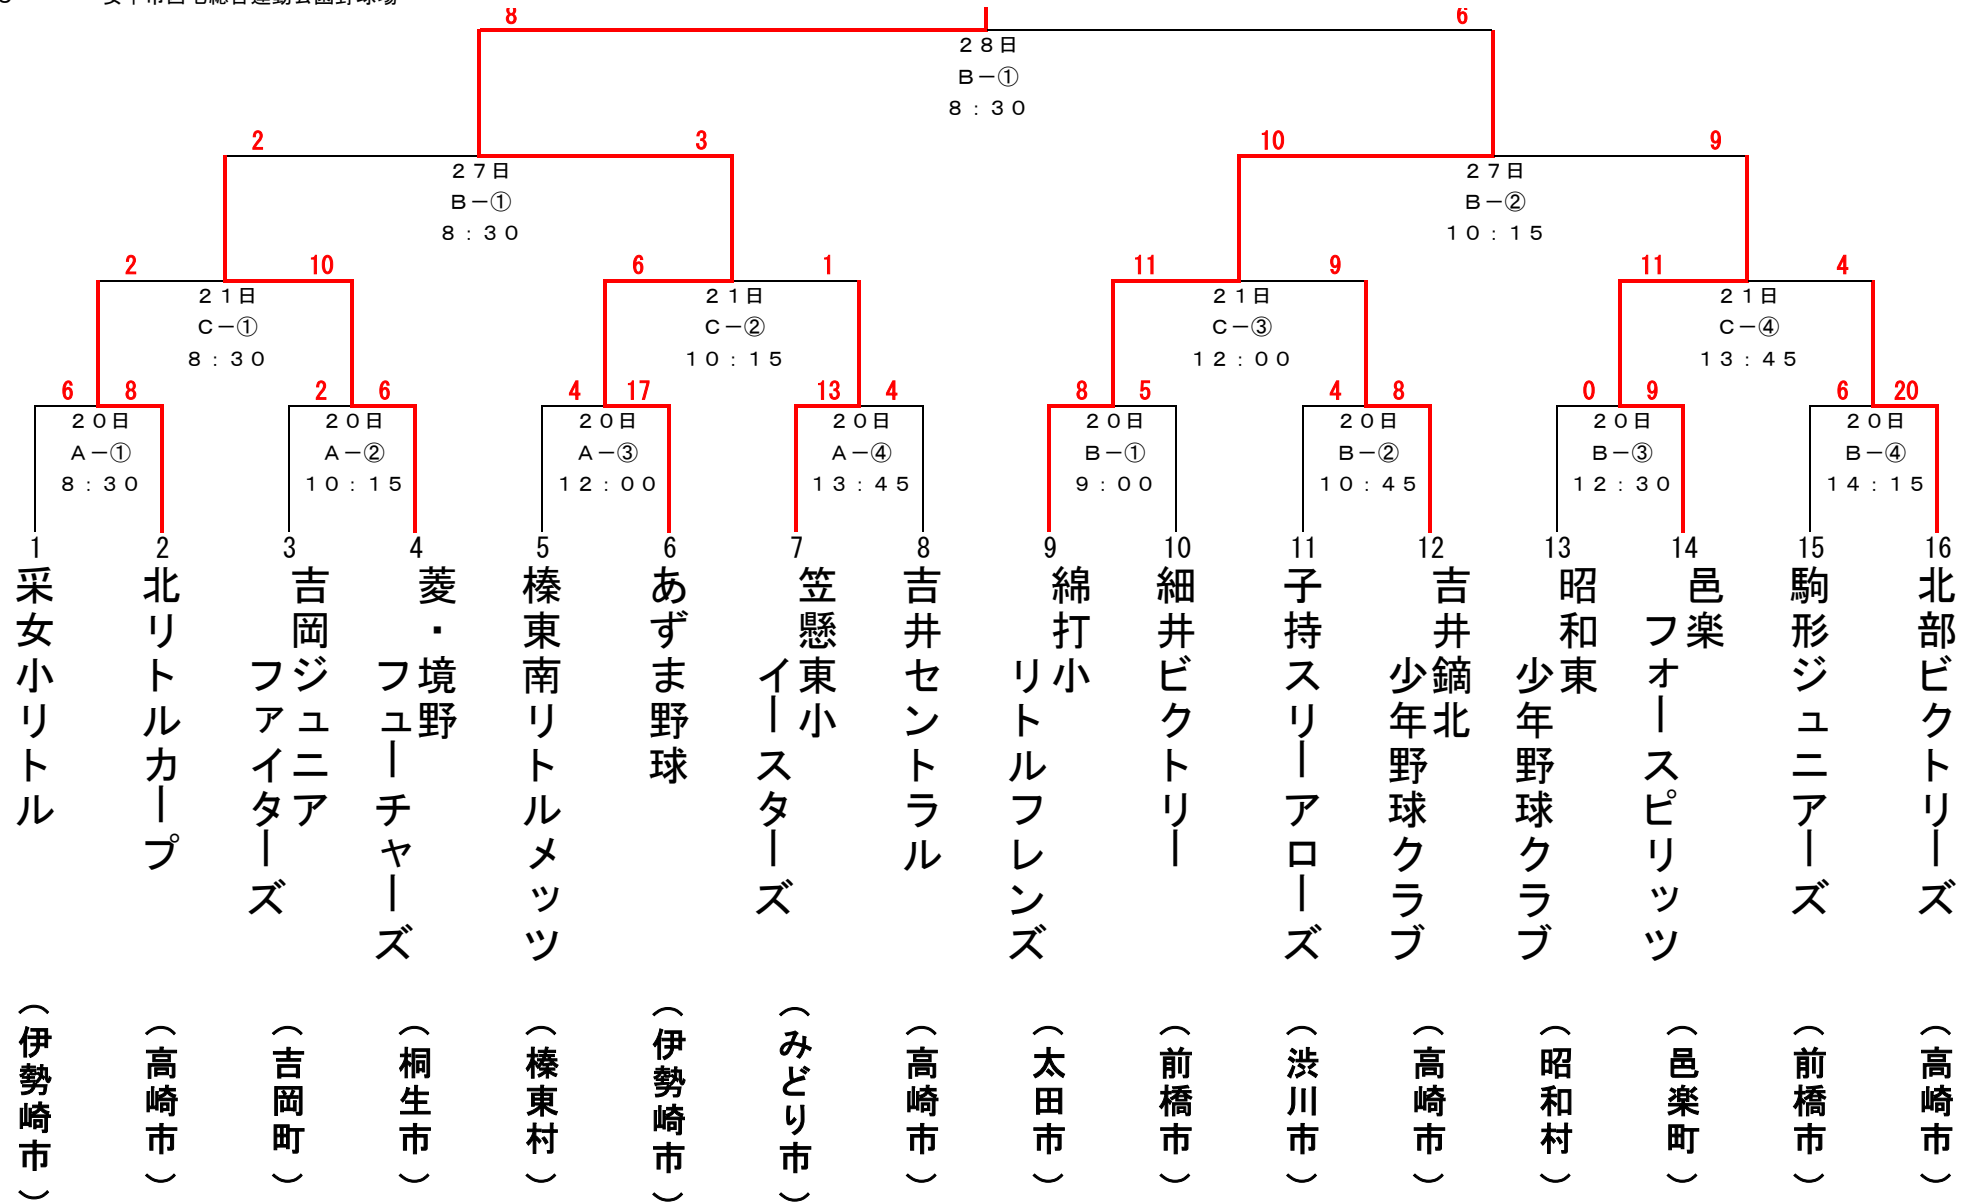 8 6
28日
B－①
8：30
2 3 10 9
27日 27日
B－① B－②
8：30 10：15
2 10 6 1 11 9 11 4
21日 21日 21日 21日
C－① C－② C－③ C－④
8：30 10：15 12：00 13：45
6 8 2 6 4 17 13 4 8 5 4 8 0 9 6 20
20日 20日 20日 20日 20日 20日 20日 20日
A－① A－② A－③ A－④ B－① B－② B－③ B－④
8：30 10：15 12：00 13：45 9：00 10：45 12：30 14：15
1 2 3 4 5 6 7 8 9 10 11 12 13 14 15 16
采女小リトル
（伊勢崎市）
北リトルカープ
（高崎市）
吉岡ジュニア
ファイターズ
（吉岡町）
菱・境野
フューチャーズ
（桐生市）
榛東南リトルメッツ
（榛東村）
あずま野球
（伊勢崎市）
笠懸東小
イースターズ
（みどり市）
吉井セントラル
（高崎市）
綿打小
リトルフレンズ
（太田市）
細井ビクトリー
（前橋市）
子持スリーアローズ
（渋川市）
吉井鏑北
少年野球クラブ
（高崎市）
昭和東
少年野球クラブ
（昭和村）
邑楽
フォースピリッツ
（邑楽町）
駒形ジュニアーズ
（前橋市）
北部ビクトリーズ
（高崎市）